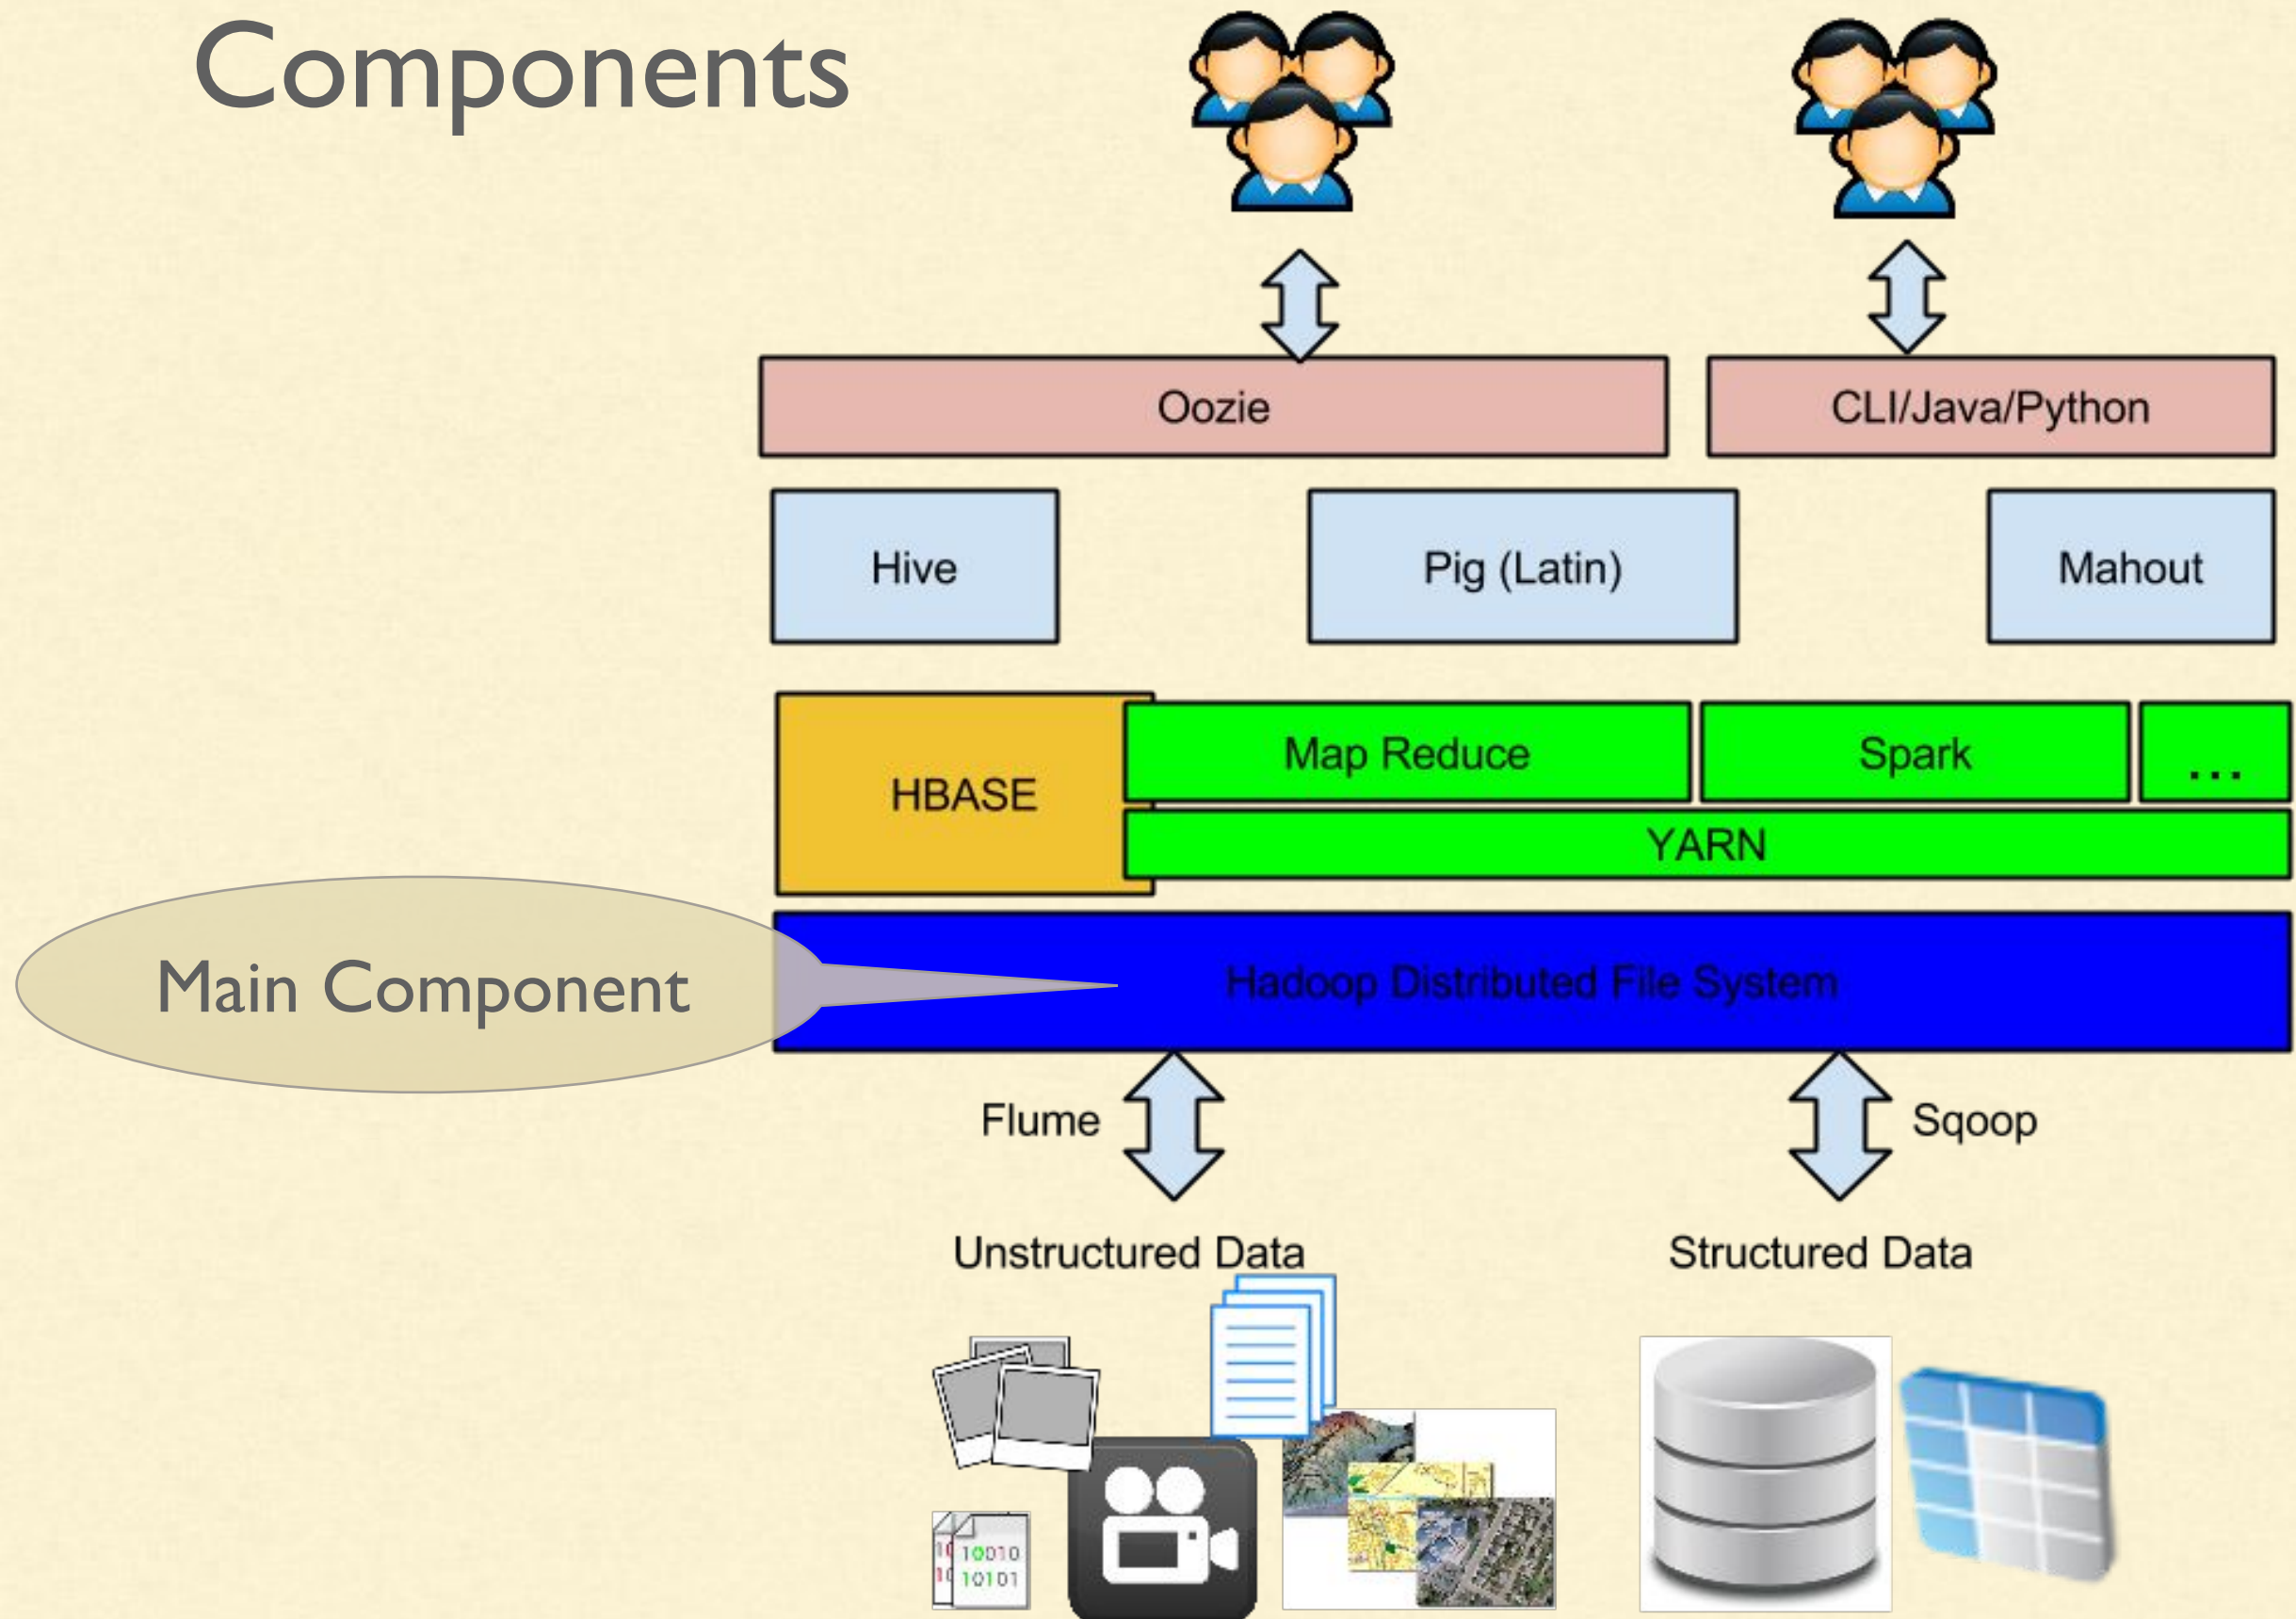 Components
Oozie
CLI/Java/Python
Hive
Pig (Latin)
Mahout
HBASE
Map Reduce
Spark
...
YARN
Main Component
Hadoop Distributed File System
Flume
Sqoop
Unstructured Data
Structured Data
10010
10101